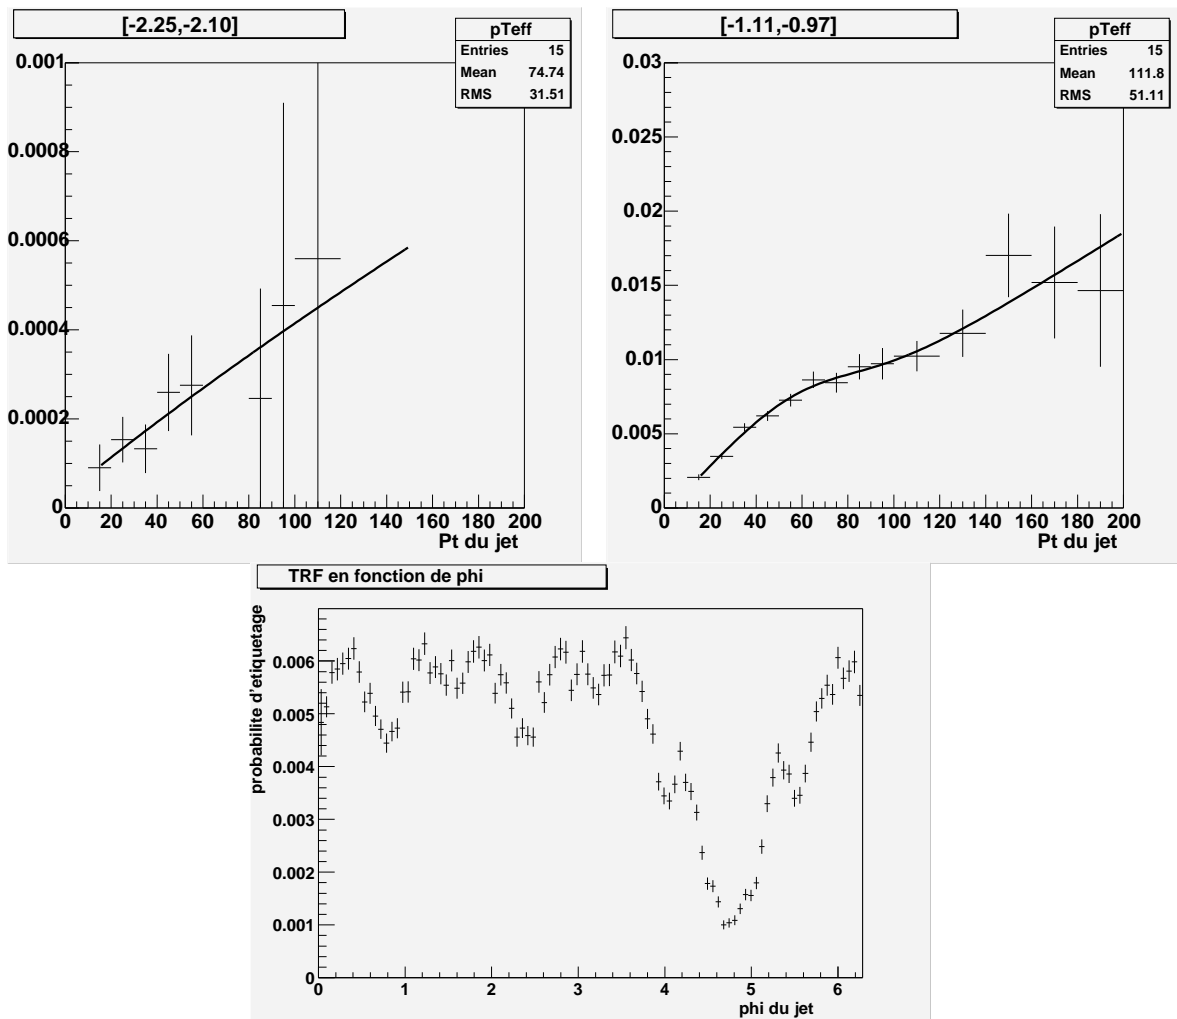 [-2.25,-2.10]
pTeff
Entries 15
Mean 74.74
RMS 31.51
0.001
0.0008
0.0006
0.0004
0.0002
0
0 20 40 60 80 100 120 140 160 180 200
Pt du jet
[-1.11,-0.97]
pTeff
Entries 15
Mean 111.8
RMS 51.11
0.03
0.025
0.02
0.015
0.01
0.005
0
0 20 40 60 80 100 120 140 160 180 200
Pt du jet
TRF en fonction de phi
probabilite d'etiquetage
0.006
0.005
0.004
0.003
0.002
0.001
0
0 1 2 3 4 5 6
phi du jet